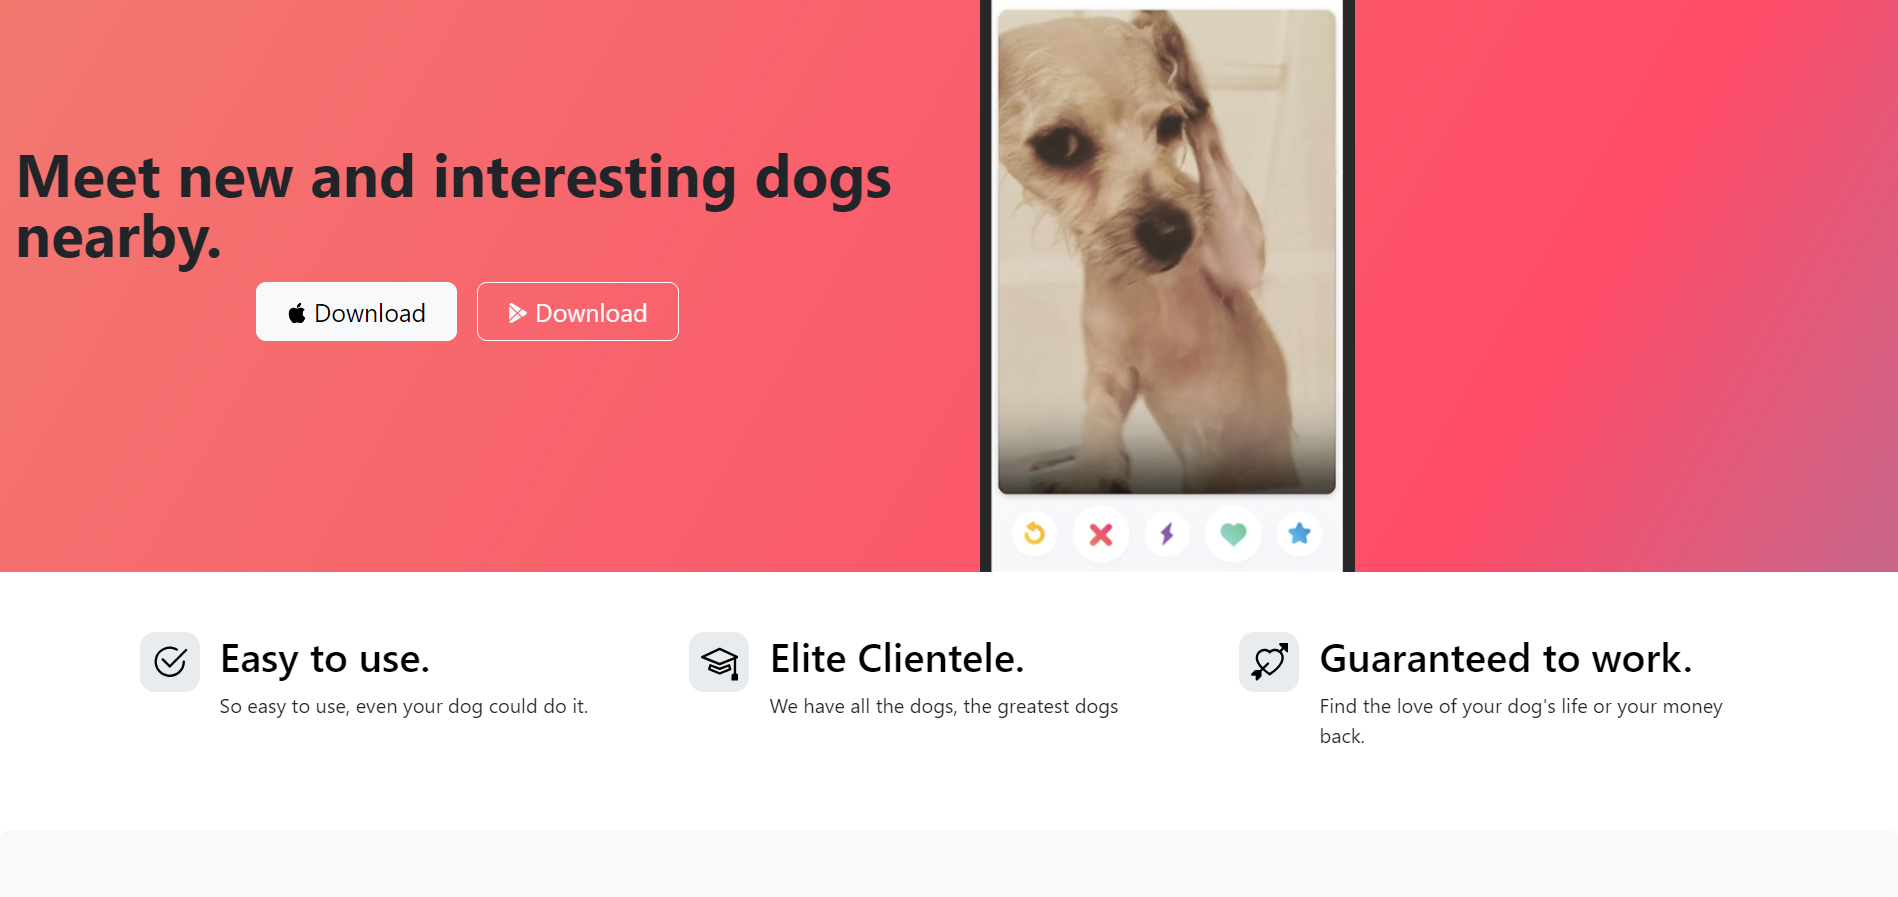 Meet new and interesting dogs
nearby.
Download
Download
Easy to use.
So easy to use, even your dog could do it.
Elite Clientele.
We have all the dogs, the greatest dogs
Guaranteed to work.
Find the love of your dog's life or your money
back.